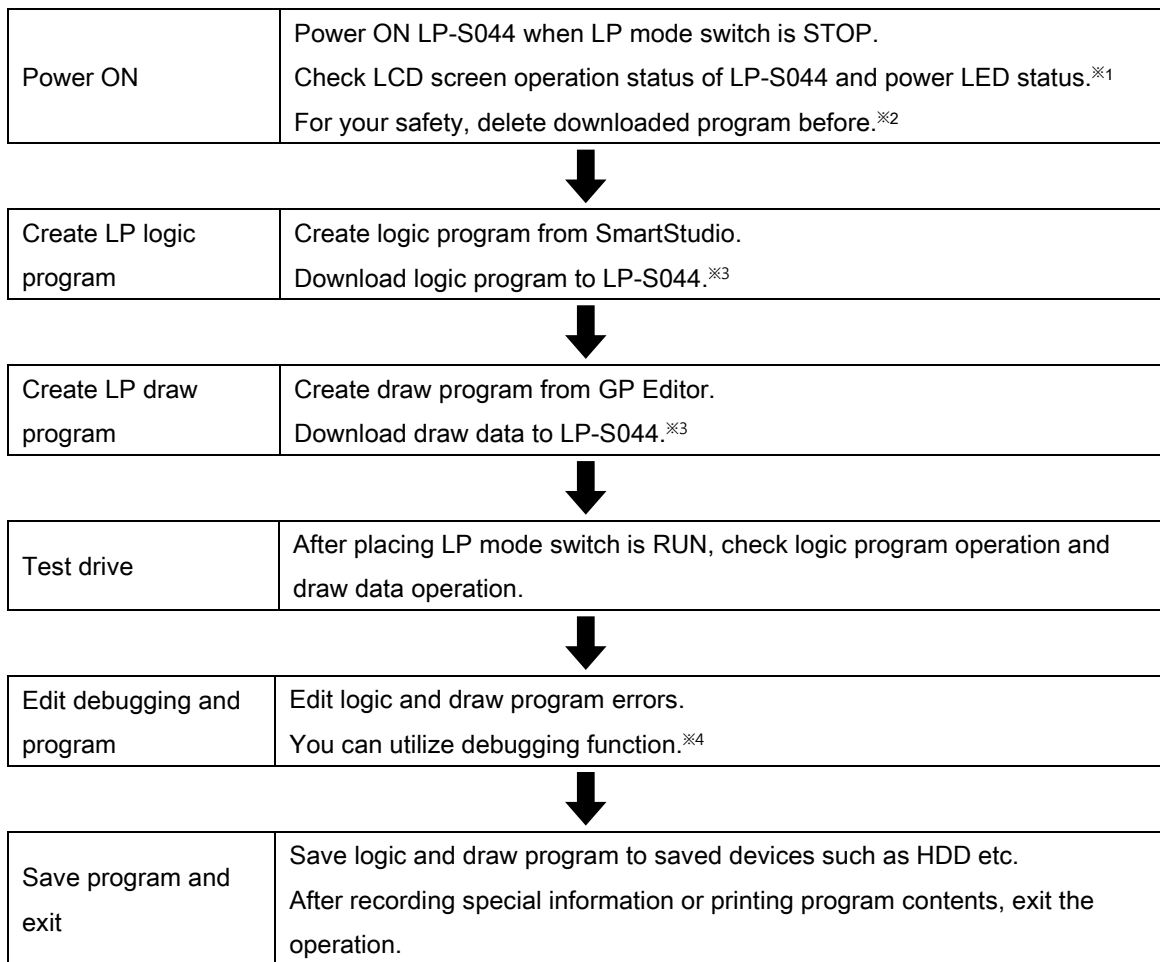 Power ON
Power ON LP-S044 when LP mode switch is STOP.
Check LCD screen operation status of LP-S044 and power LED status.※1
For your safety, delete downloaded program before.※2
Create LP logic
program
Create logic program from SmartStudio.
Download logic program to LP-S044.※3
Create LP draw
program
Create draw program from GP Editor.
Download draw data to LP-S044.※3
Test drive
After placing LP mode switch is RUN, check logic program operation and
draw data operation.
Edit debugging and
program
Edit logic and draw program errors.
You can utilize debugging function.※4
Save program and
exit
Save logic and draw program to saved devices such as HDD etc.
After recording special information or printing program contents, exit the
operation.